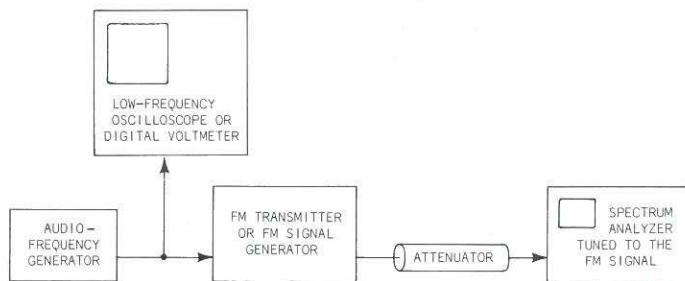 LOW-FREQUENCY
OSCILLOSCOPE OR
DIGITAL VOLTMETER
AUDIO-
FREQUENCY
GENERATOR
FM TRANSMITTER
OR FM SIGNAL
GENERATOR
ATTENUATOR
SPECTRUM
ANALYZER
TUNED TO THE
FM SIGNAL